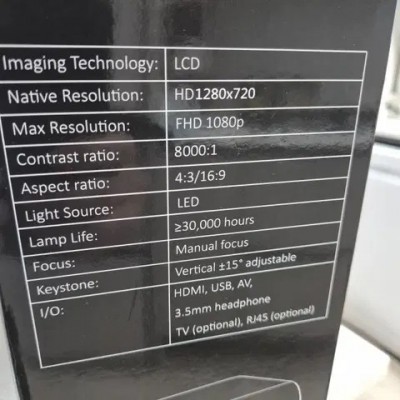 Imaging Technology: LCD
Native Resolution: HD1280x720
Max Resolution: FHD 1080p
Contrast ratio: 8000:1
Aspect ratio: 4:3/16:9
Light Source: LED
Lamp Life: ≥30,000 hours
Focus: Manual focus
Keystone: Vertical ±15° adjustable
I/O: HDMI, USB, AV,
3.5mm headphone
TV (optional), RJ45 (optional)